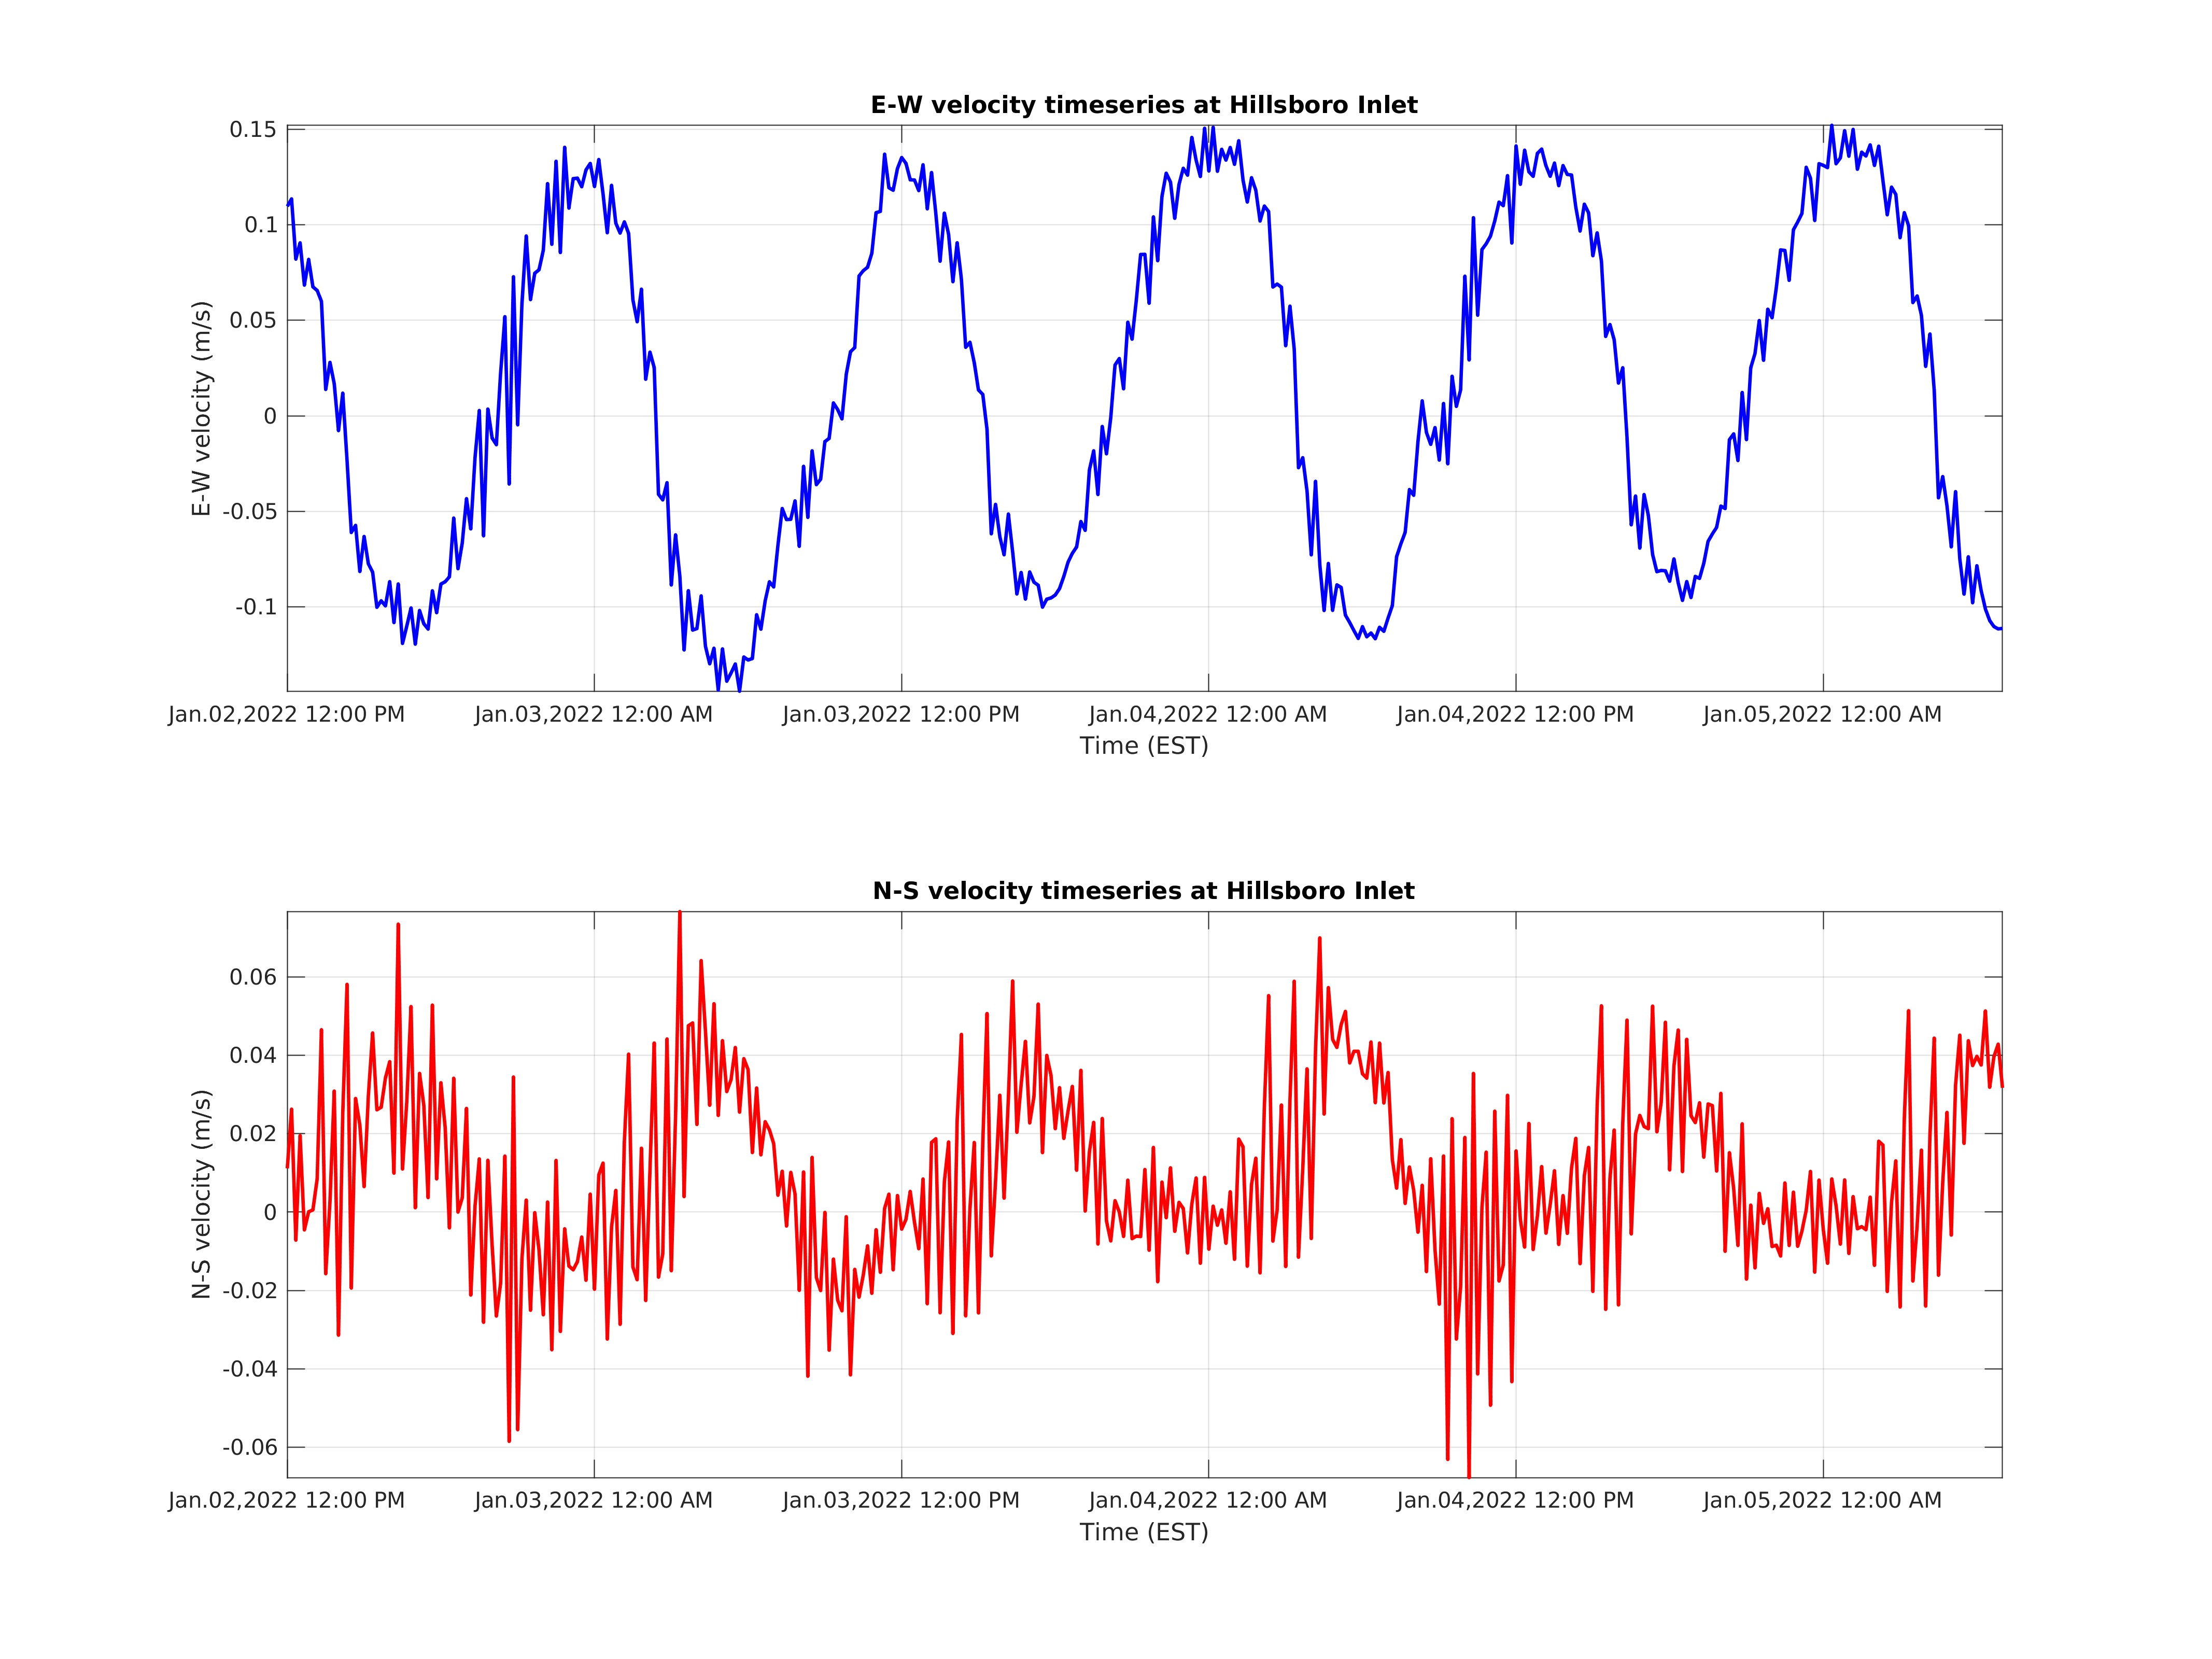 E-W velocity timeseries at Hillsboro Inlet
0.15
0.1
0.05
0
-0.05
-0.1
E-W velocity (m/s)
Jan.02,2022 12:00 PM Jan.03,2022 12:00 AM Jan.03,2022 12:00 PM Jan.04,2022 12:00 AM Jan.04,2022 12:00 PM Jan.05,2022 12:00 AM
Time (EST)
N-S velocity timeseries at Hillsboro Inlet
0.06
0.04
0.02
0
-0.02
-0.04
-0.06
N-S velocity (m/s)
Jan.02,2022 12:00 PM Jan.03,2022 12:00 AM Jan.03,2022 12:00 PM Jan.04,2022 12:00 AM Jan.04,2022 12:00 PM Jan.05,2022 12:00 AM
Time (EST)